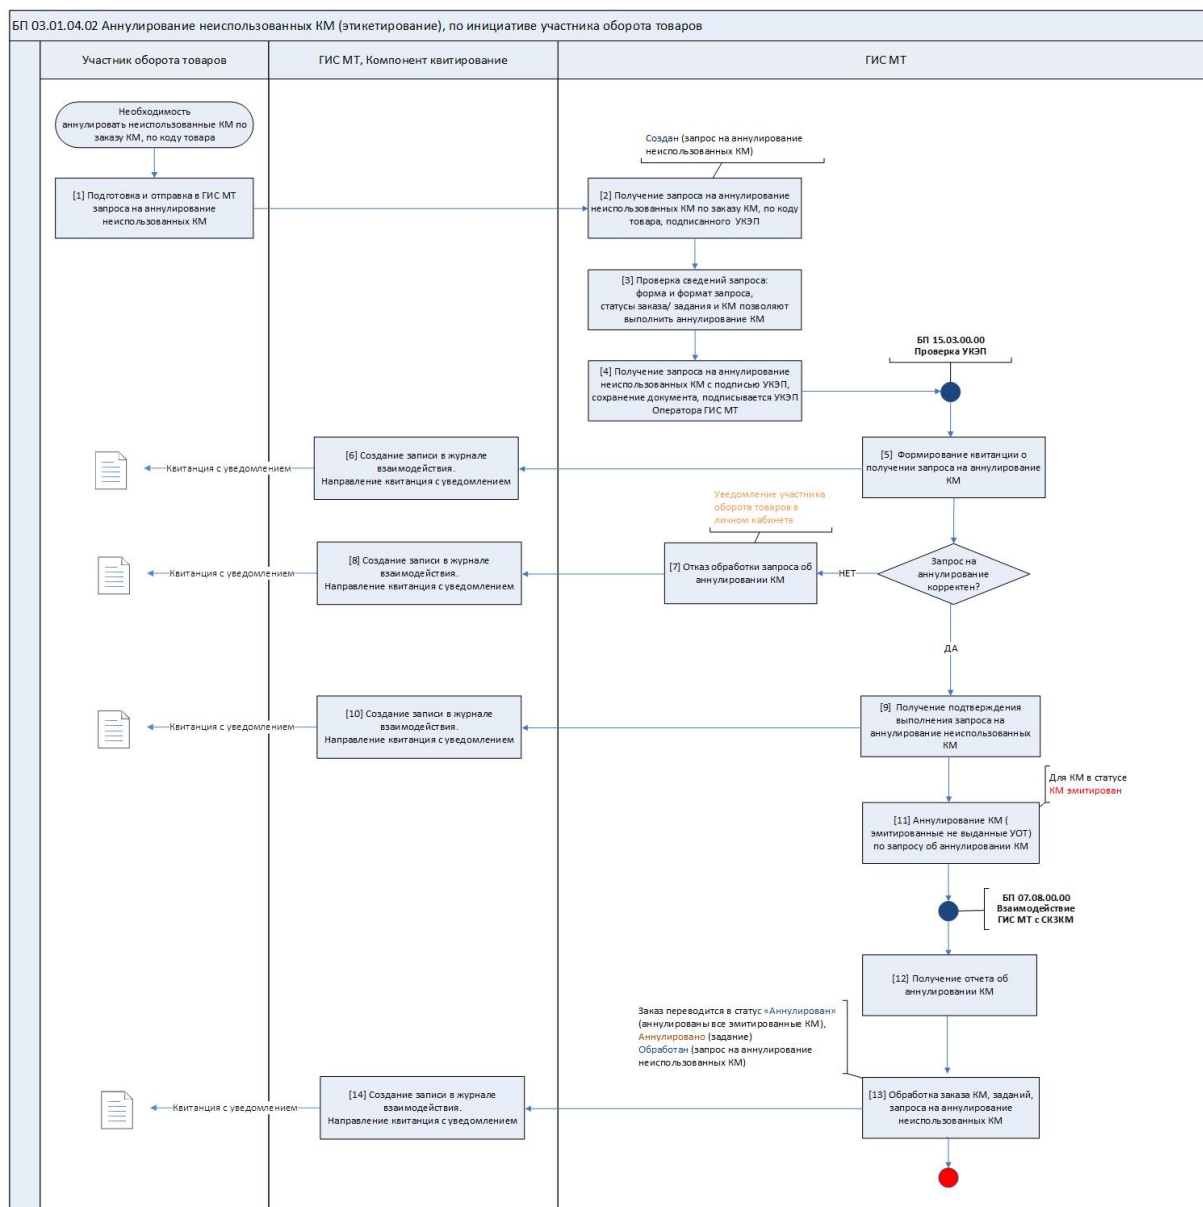 БП 03.01.04.02 Аннулирование неиспользованных КМ (этикетирование), по инициативе участника оборота товаров
Участник оборота товаров
ГИС МТ, Компонент квитирование
ГИС МТ
Необходимость
аннулировать неиспользованные КМ по
заказу КМ, по коду товара
Создан (запрос на аннулирование
неиспользованных КМ)
[1] Подготовка и отправка в ГИС МТ
запроса на аннулирование
неиспользованных КМ
[2] Получение запроса на аннулирование
неиспользованных КМ по заказу КМ, по коду
товара, подписанного УКЭП
[3] Проверка сведений запроса:
форма и формат запроса,
статусы заказа/ задания и КМ позволяют
выполнить аннулирование КМ
БП 15.03.00.00
Проверка УКЭП
[4] Получение запроса на аннулирование
неиспользованных КМ с подписью УКЭП,
сохранение документа, подписывается УКЭП
Оператора ГИС МТ
[5] Формирование квитанции о
получении запроса на аннулирование
КМ
[6] Создание записи в журнале
взаимодействия.
Направление квитанция с уведомлением
Квитанция с уведомлением
Уведомление участника
оборота товаров в
личном кабинете
Запрос на
аннулирование
корректен?
НЕТ
[7] Отказ обработки запроса об
аннулировании КМ
[8] Создание записи в журнале
взаимодействия.
Направление квитанция с уведомлением
Квитанция с уведомлением
ДА
[9] Получение подтверждения
выполнения запроса на
аннулирование неиспользованных
КМ
[10] Создание записи в журнале
взаимодействия.
Направление квитанция с уведомлением
Квитанция с уведомлением
Для КМ в статусе
КМ эмитирован
[11] Аннулирование КМ (
эмитированные не выданные УОТ)
по запросу об аннулировании КМ
БП 07.08.00.00
Взаимодействие
ГИС МТ с СКЗКМ
[12] Получение отчета об
аннулировании КМ
Заказ переводится в статус «Аннулирован»
(аннулированы все эмитированные КМ),
Аннулировано (задание)
Обработан (запрос на аннулирование
неиспользованных КМ)
[13] Обработка заказа КМ, заданий,
запроса на аннулирование
неиспользованных КМ
[14] Создание записи в журнале
взаимодействия.
Направление квитанция с уведомлением
Квитанция с уведомлением